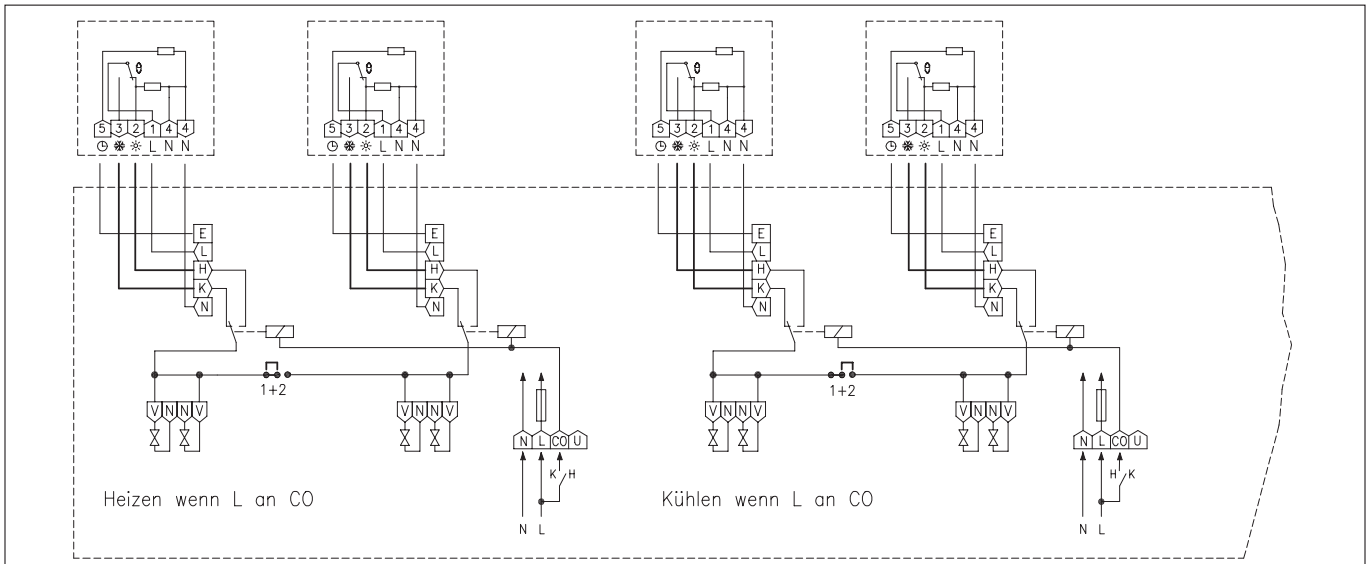 5 3 2 1 4 4
L N N
5 3 2 1 4 4
L N N
5 3 2 1 4 4
L N N
5 3 2 1 4 4
L N N
E
L
H
K
N
E
L
H
K
N
E
L
H
K
N
E
L
H
K
N
1+2
1+2
V N N V
V N N V
N L CO U
V N N V
V N N V
N L CO U
K H
H K
Heizen wenn L an CO
Kühlen wenn L an CO
N L
N L